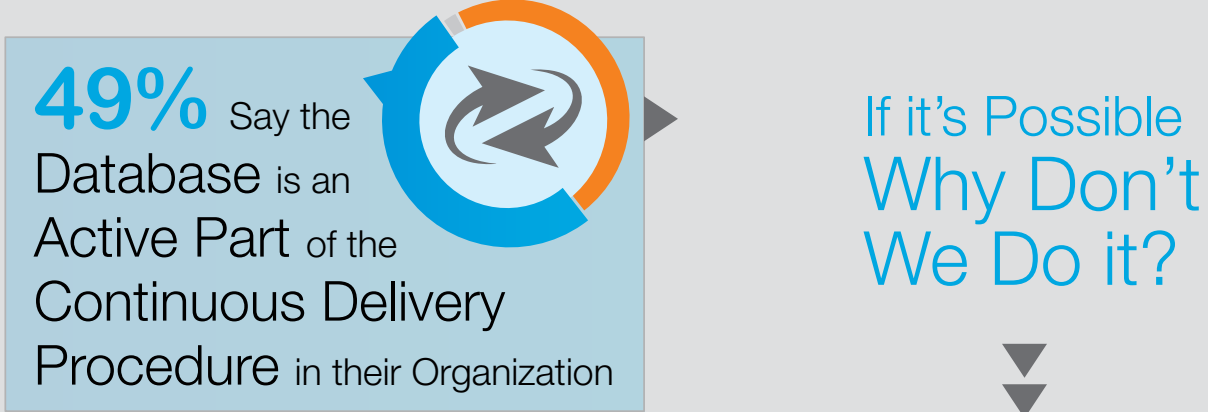 49% Say the
Database is an
Active Part of the
Continuous Delivery
Procedure in their Organization
If it's Possible
Why Don't
We Do it?